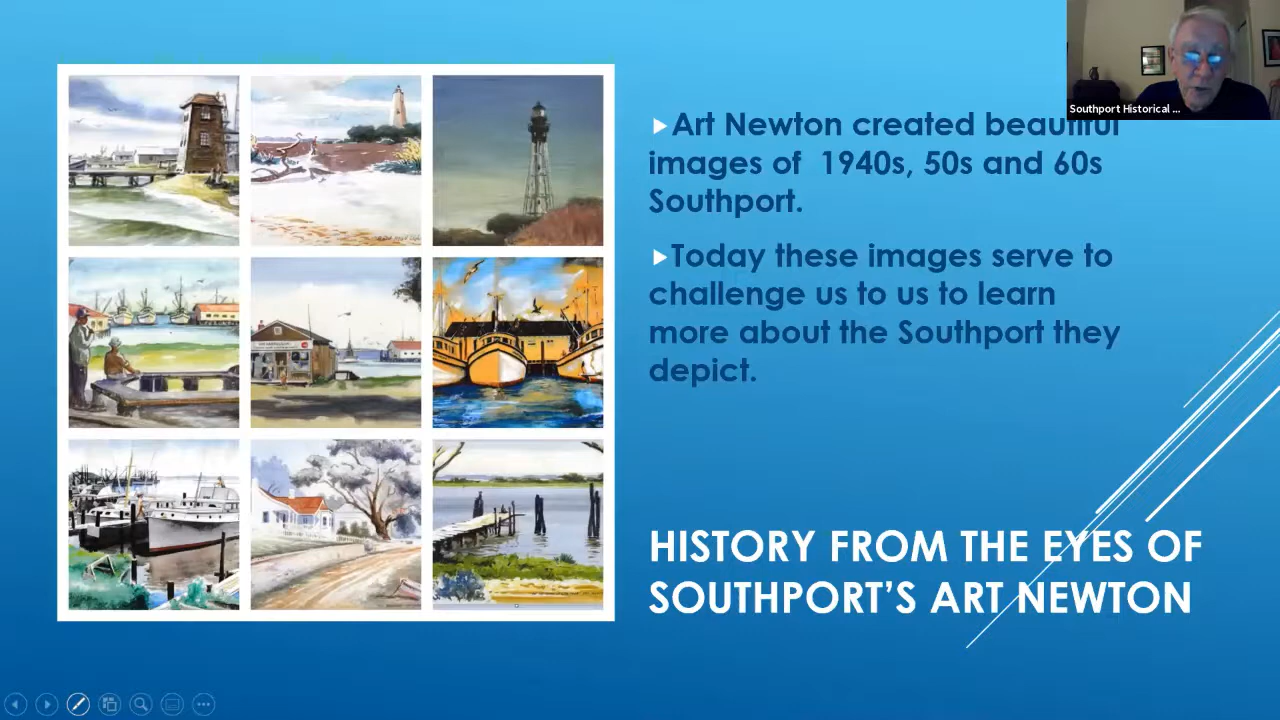 Southport Historical ...
▸Art Newton created beautiful
images of  1940s, 50s and 60s
Southport.
▸Today these images serve to
challenge us to us to learn
more about the Southport they
depict.
HISTORY FROM THE EYES OF
SOUTHPORT'S ART NEWTON